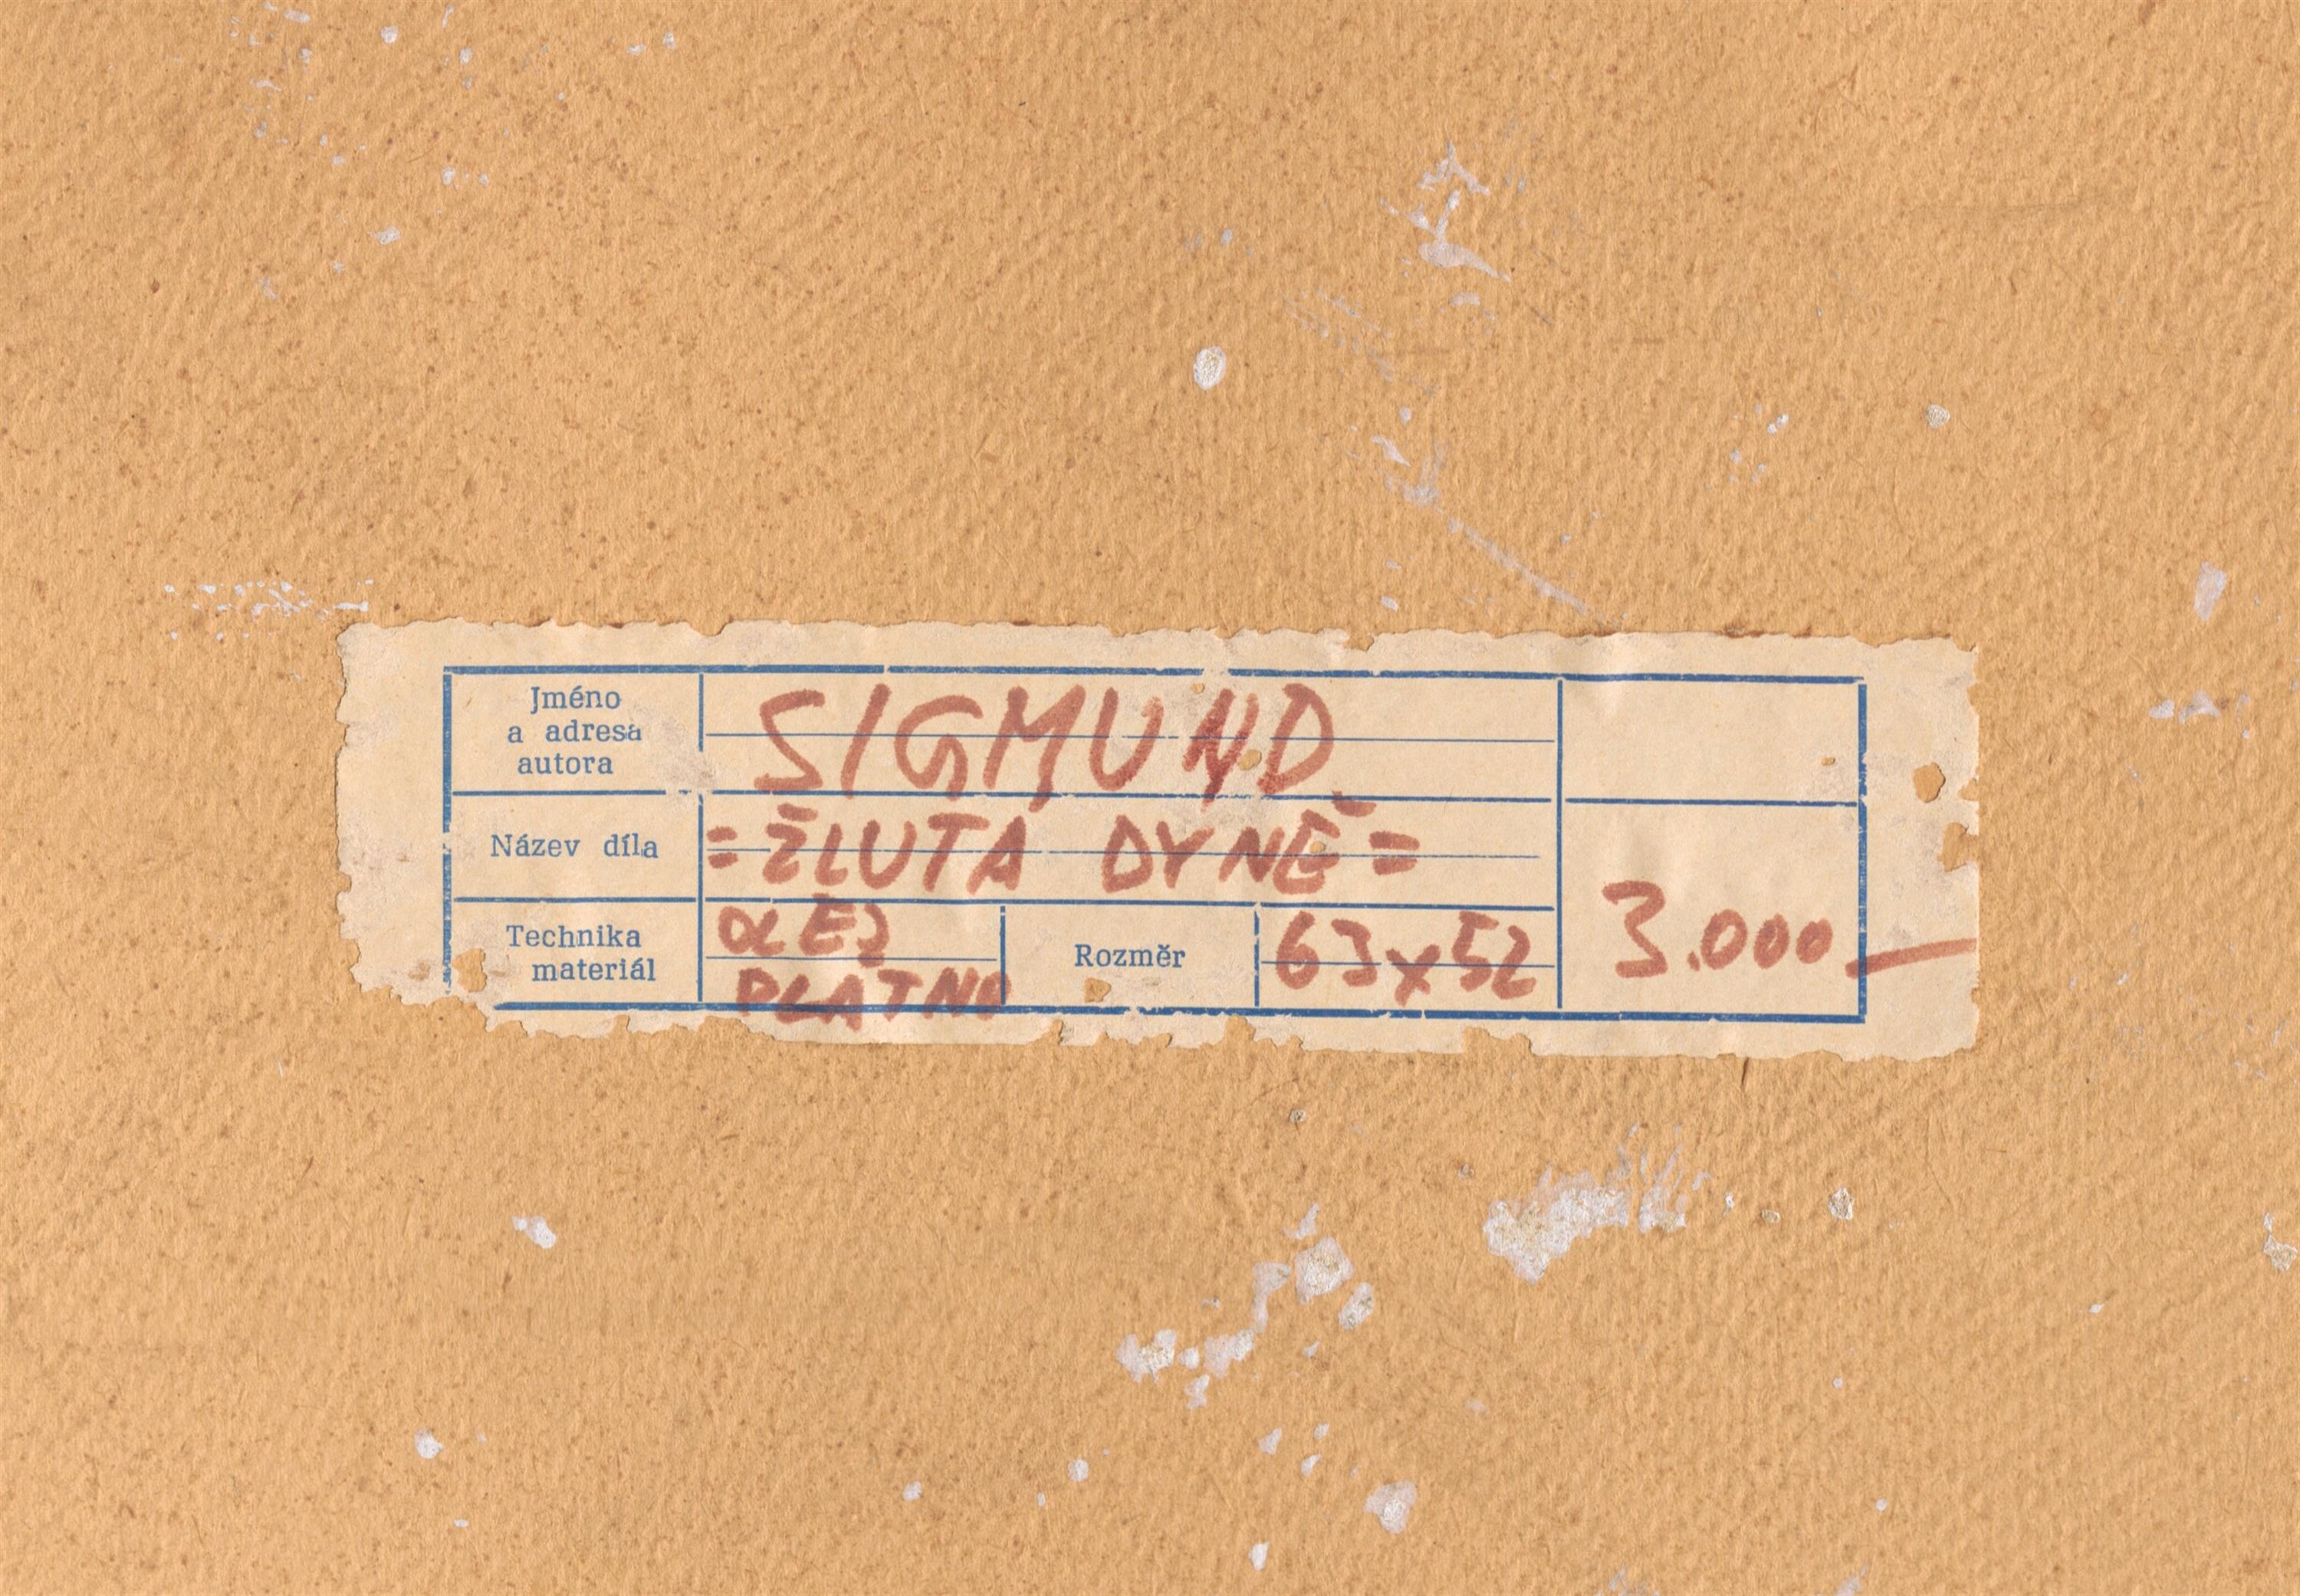 Jméno
a adresa
autora
SIGMUND
Název díla
=ŽLUTA DYNĚ=
Technika
materiál
OLEJ
PLATNO
Rozměr
63x52
3.000—